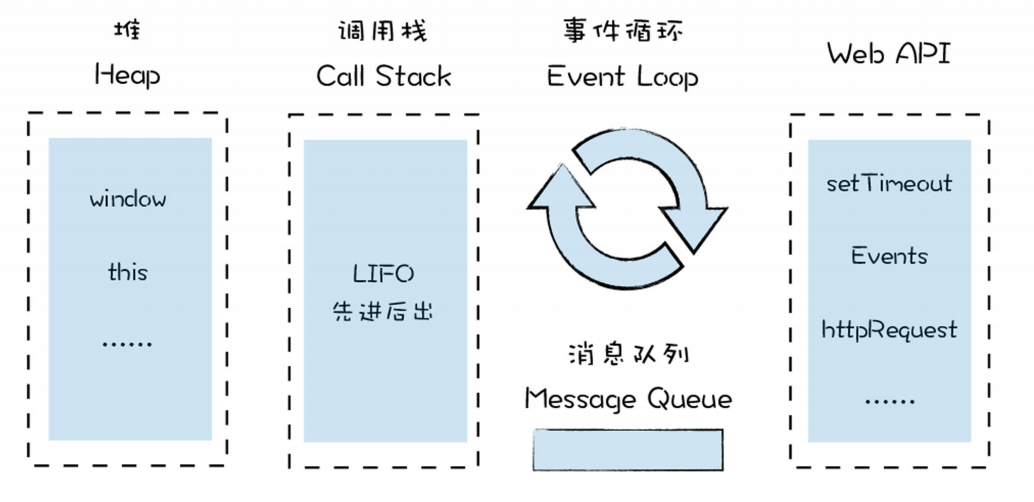 堆
Heap
window
this
......
调用栈
Call Stack
LIFO
先进后出
事件循环
Event Loop
消息队列
Message Queue
Web API
setTimeout
Events
httpRequest
......